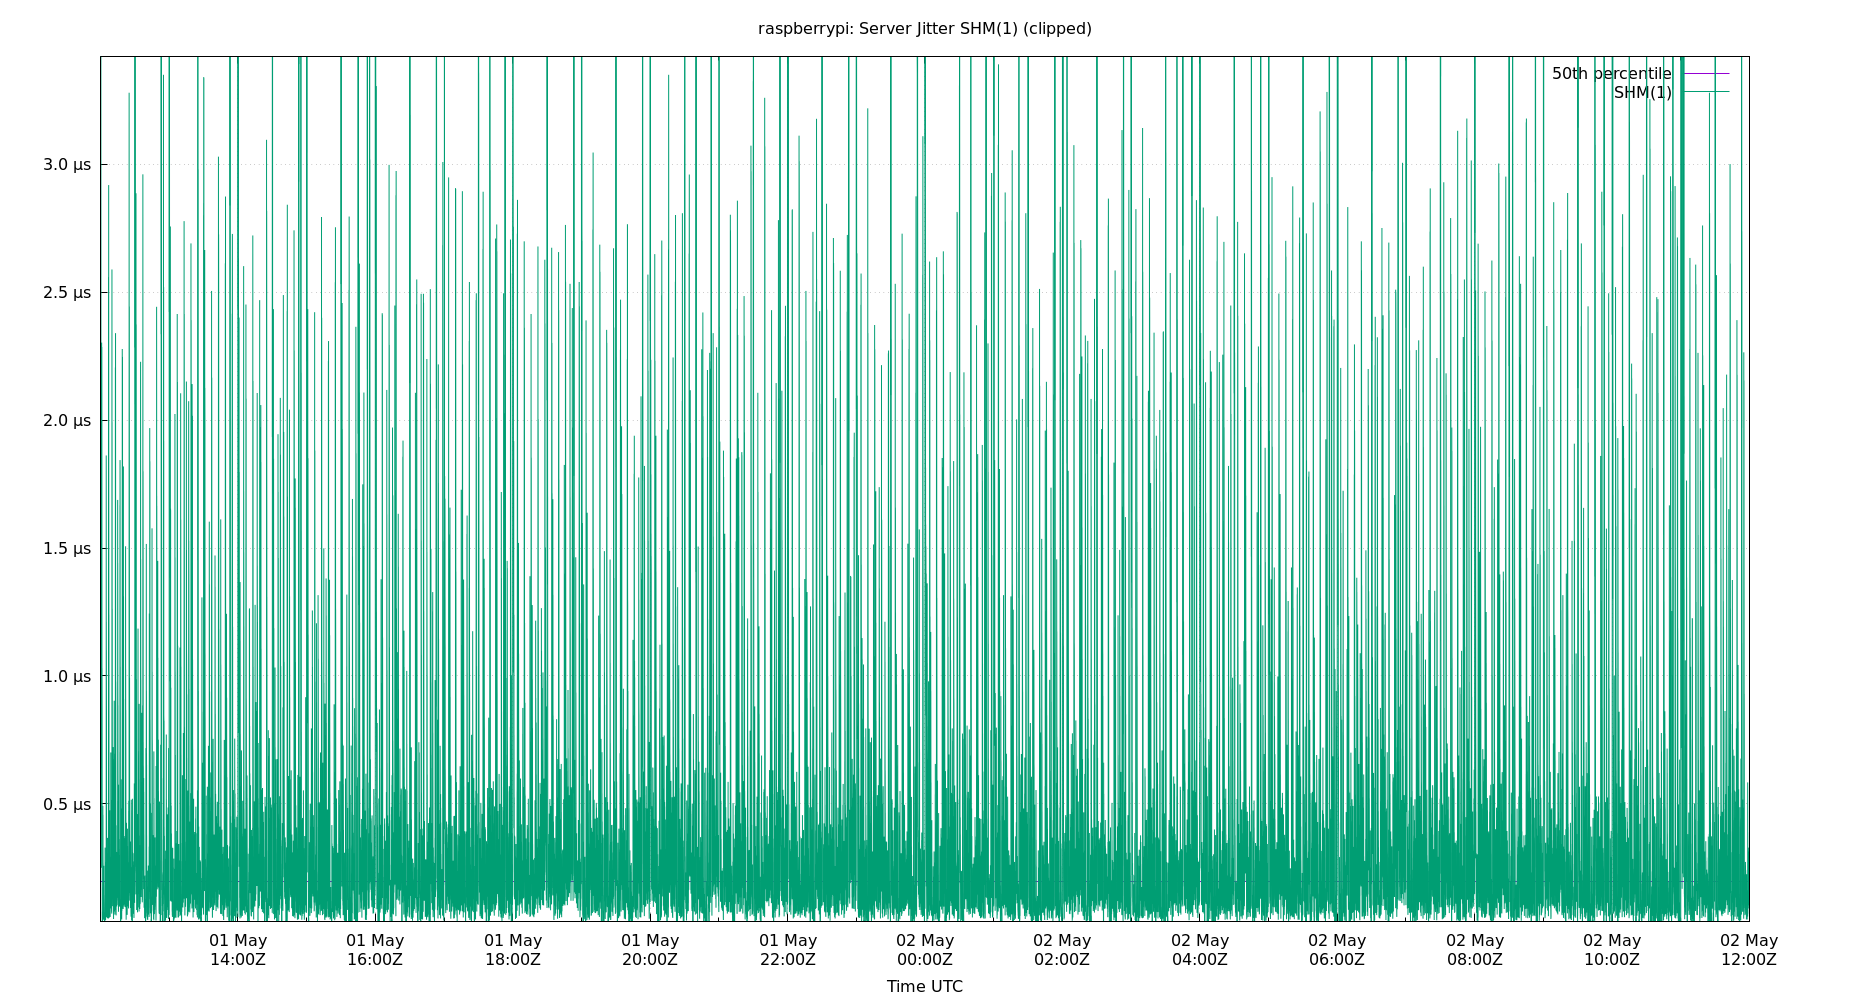 raspberrypi: Server Jitter SHM(1) (clipped)
50th percentile
SHM(1)
3.0 µs
2.5 µs
2.0 µs
1.5 µs
1.0 µs
0.5 µs
01 May 01 May 01 May 01 May 01 May 02 May 02 May 02 May 02 May 02 May 02 May 02 May
14:00Z 16:00Z 18:00Z 20:00Z 22:00Z 00:00Z 02:00Z 04:00Z 06:00Z 08:00Z 10:00Z 12:00Z
Time UTC